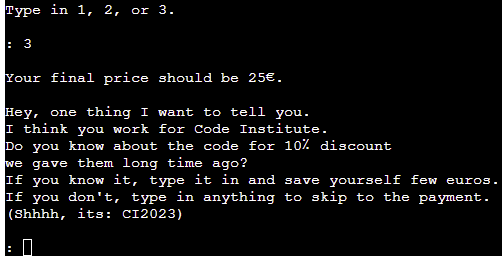 Type in 1, 2, or 3.
: 3
Your final price should be 25€.
Hey, one thing I want to tell you.
I think you work for Code Institute.
Do you know about the code for 10% discount
we gave them long time ago?
If you know it, type it in and save yourself few euros.
If you don't, type in anything to skip to the payment.
(Shhhh, its: CI2023)
: